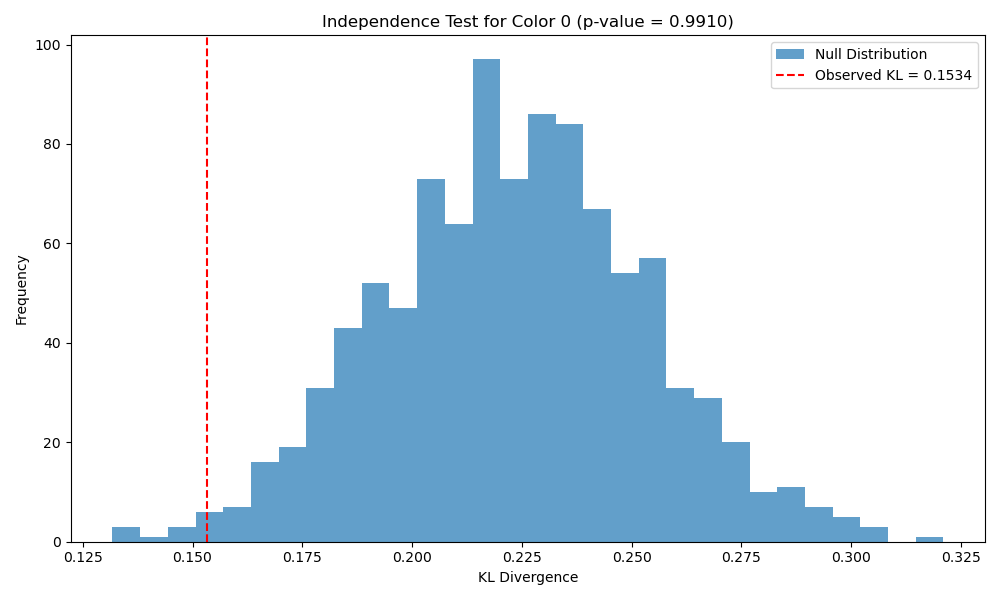 Independence Test for Color 0 (p-value = 0.9910)
Null Distribution
Observed KL = 0.1534
Frequency
100
80
60
40
20
0
0.125 0.150 0.175 0.200 0.225 0.250 0.275 0.300 0.325
KL Divergence